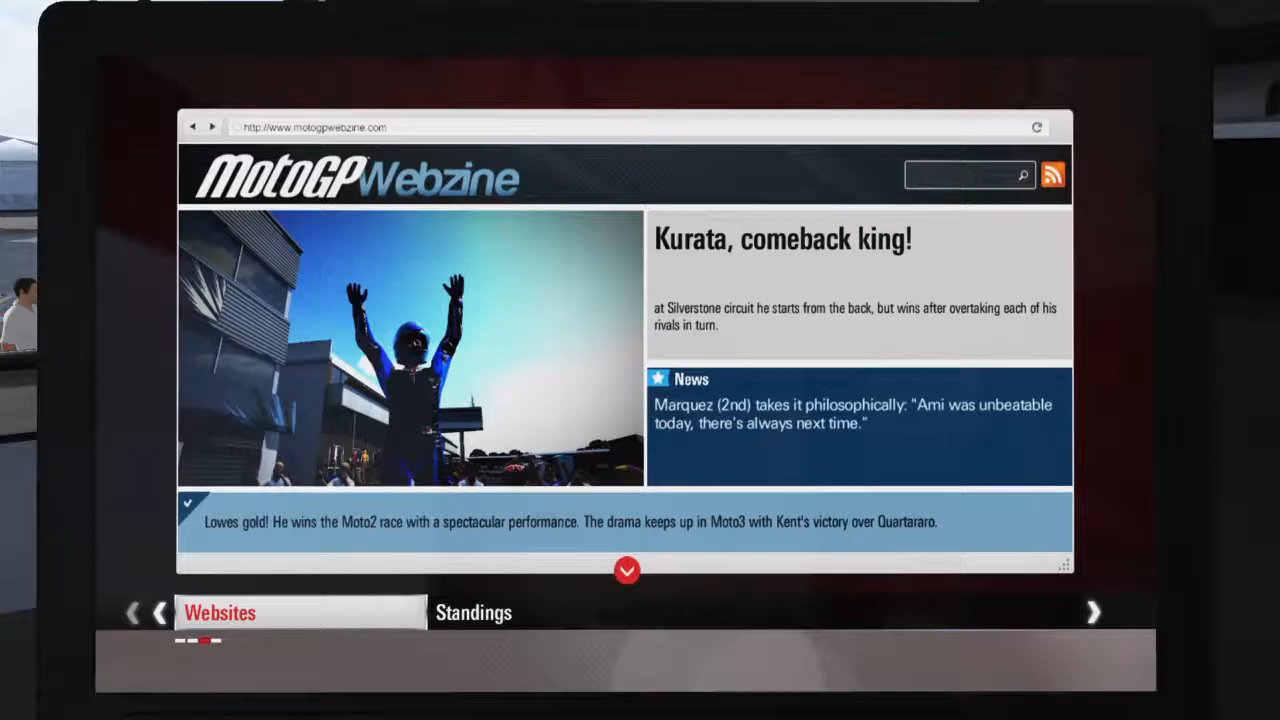 http://www.motogpwebzine.com
MotoGP Webzine
Kurata, comeback king!
at Silverstone circuit he starts from the back, but wins after overtaking each of his
rivals in turn.
News
Marquez (2nd) takes it philosophically: "Ami was unbeatable
today, there's always next time."
Lowes gold! He wins the Moto2 race with a spectacular performance. The drama keeps up in Moto3 with Kent's victory over Quartararo.
Websites
Standings